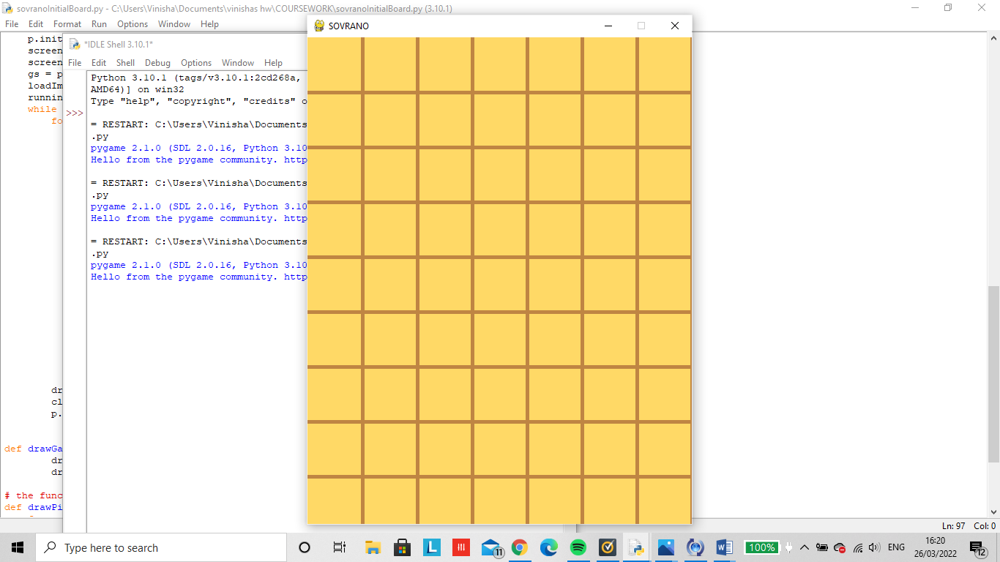 sovranoInitialBoard.py - C:\Users\Vinisha\Documents\vinishas hw\COURSEWORK\sovranoInitialBoard.py (3.10.1)
File Edit Format Run Options Window Help
p.init
screen
screen
gs = p
loadIm
runnin
while
fo
dr
cl
p.
def drawGa
dr
dr
# the func
def drawPi
*IDLE Shell 3.10.1*
File Edit Shell Debug Options Window Help
Python 3.10.1 (tags/v3.10.1:2cd268a,
AMD64)] on win32
Type "help", "copyright", "credits" o
>>>
= RESTART: C:\Users\Vinisha\Documents
.py
pygame 2.1.0 (SDL 2.0.16, Python 3.10
Hello from the pygame community. http
= RESTART: C:\Users\Vinisha\Documents
.py
pygame 2.1.0 (SDL 2.0.16, Python 3.10
Hello from the pygame community. http
= RESTART: C:\Users\Vinisha\Documents
.py
pygame 2.1.0 (SDL 2.0.16, Python 3.10
Hello from the pygame community. http
SOVRANO
Ln: 97 Col: 0
Type here to search
L
11
100%
ENG
16:20
26/03/2022
12